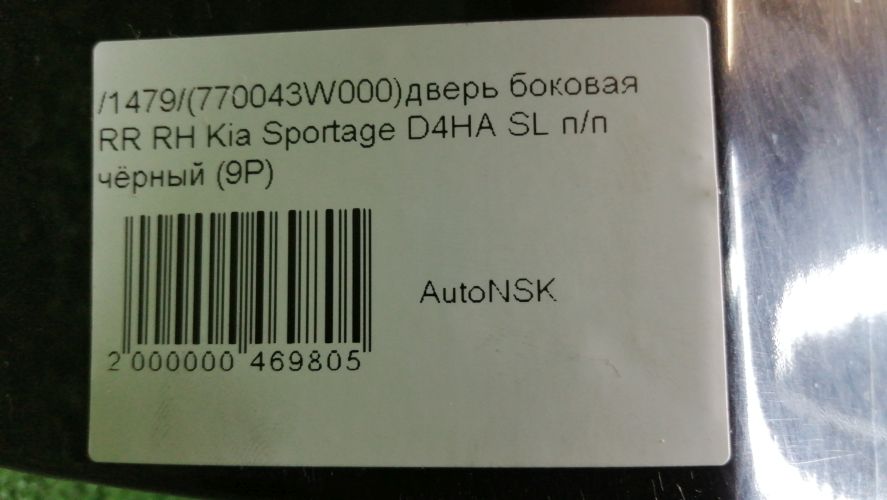 /1479/(770043W000)дверь боковая
RR RH Kia Sportage D4HA SL п/п
чёрный (9P)
AutoNSK
2 000000 469805